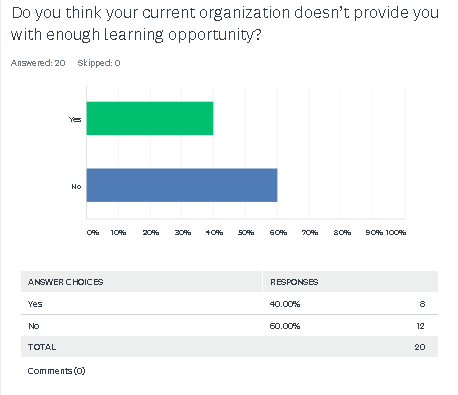 Do you think your current organization doesn't provide you
with enough learning opportunity?
Answered: 20 Skipped: 0
Yes
No
0% 10% 20% 30% 40% 50% 60% 70% 80% 90% 100%
ANSWER CHOICES RESPONSES
Yes 40.00% 8
No 60.00% 12
TOTAL 20
Comments (0)